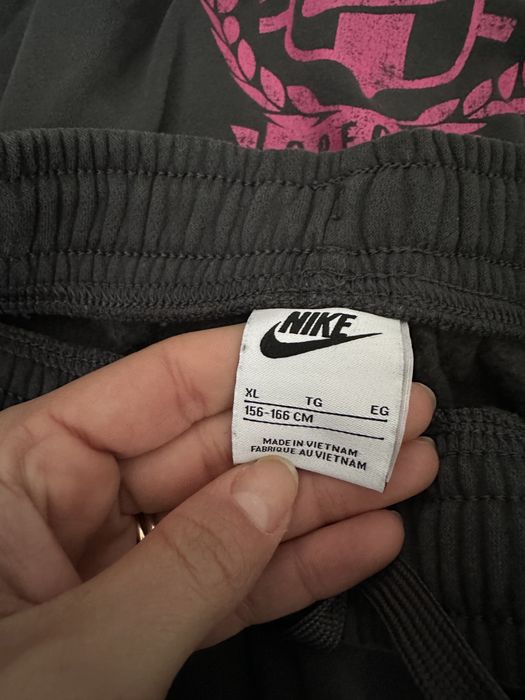 NIKE
XL TG EG
156-166 CM
MADE IN VIETNAM
FABRIQUE AU VIETNAM